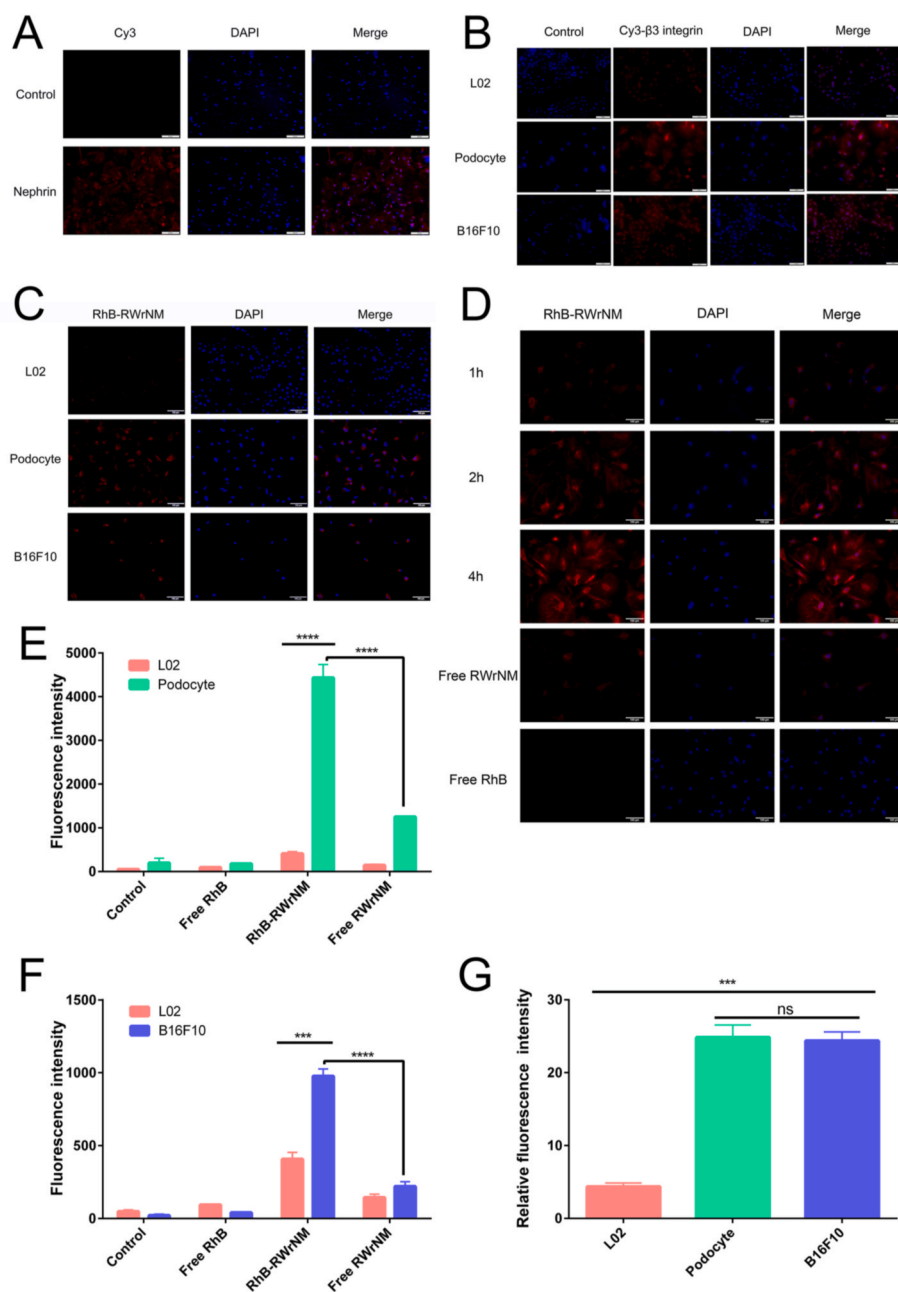 A
Cy3 DAPI Merge
Control
Nephrin
B
Control Cy3-β3 integrin DAPI Merge
L02
Podocyte
B16F10
C
RhB-RWrNM DAPI Merge
L02
Podocyte
B16F10
D
RhB-RWrNM DAPI Merge
1h
2h
4h
Free RWrNM
Free RhB
E
Fluorescence intensity
5000
4000
3000
2000
1000
0
L02
Podocyte
****
****
Control
Free RhB
RhB-RWrNM
Free RWrNM
F
Fluorescence intensity
1500
1000
500
0
L02
B16F10
***
****
Control
Free RhB
RhB-RWrNM
Free RWrNM
G
Relative fluorescence intensity
30
20
10
0
***
ns
L02
Podocyte
B16F10